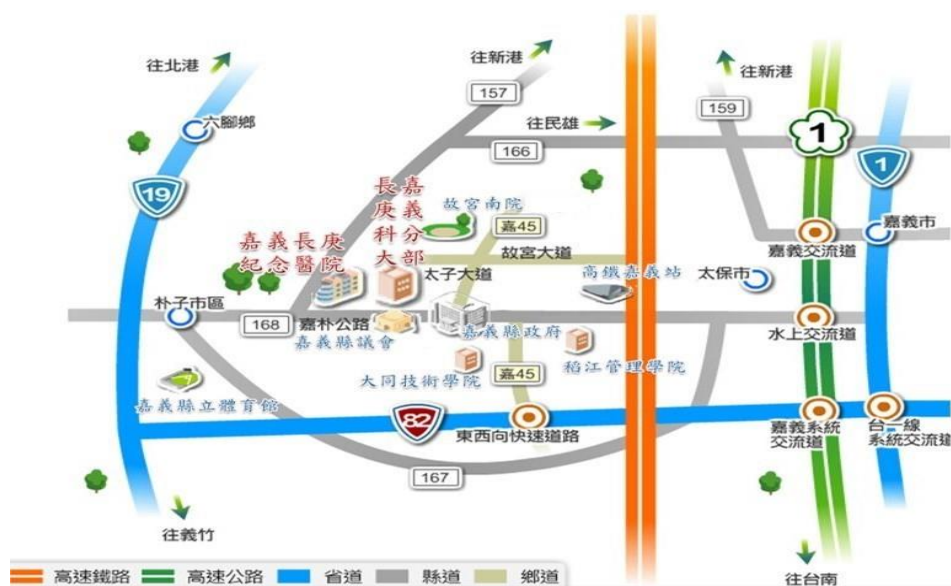 往北港
往新港
往新港
157
159
六腳鄉
往民雄
1
166
1
19
嘉義分部
長庚科大
故宮南院
嘉45
嘉義市
嘉義長庚
紀念醫院
故宮大道
嘉義交流道
太子大道
高鐵嘉義站
太保市
朴子市區
168
嘉朴公路
嘉義縣議會
嘉義縣政府
水上交流道
大同技術學院
嘉45
稻江管理學院
嘉義縣立體育館
82
東西向快速道路
嘉義系統
交流道
台一線
系統交流道
167
往義竹
往台南
高速鐵路
高速公路
省道
縣道
鄉道